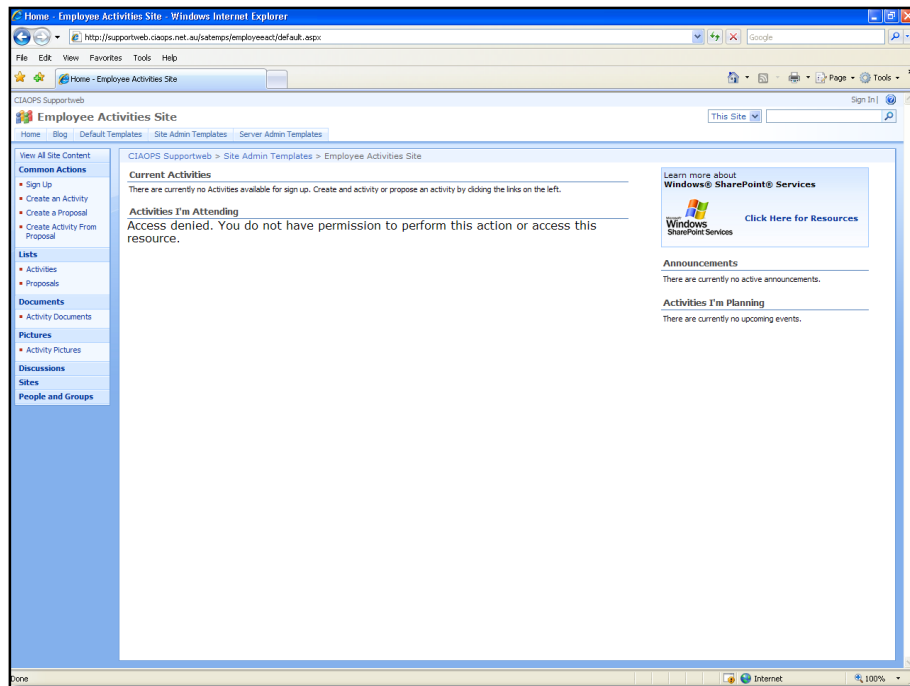 Home - Employee Activities Site - Windows Internet Explorer
http://supportweb.ciaops.net.au/satemps/employeeact/default.aspx
Google
File Edit View Favorites Tools Help
Home - Employee Activities Site
Page
Tools
CIAOPS Supportweb
Sign In |
Employee Activities Site
This Site
Home Blog Default Templates Site Admin Templates Server Admin Templates
View All Site Content
Common Actions
Sign Up
Create an Activity
Create a Proposal
Create Activity From
Proposal
Lists
Activities
Proposals
Documents
Activity Documents
Pictures
Activity Pictures
Discussions
Sites
People and Groups
CIAOPS Supportweb > Site Admin Templates > Employee Activities Site
Current Activities
There are currently no Activities available for sign up. Create and activity or propose an activity by clicking the links on the left.
Activities I'm Attending
Access denied. You do not have permission to perform this action or access this
resource.
Learn more about
Windows® SharePoint® Services
Microsoft
Windows
SharePoint Services
Click Here for Resources
Announcements
There are currently no active announcements.
Activities I'm Planning
There are currently no upcoming events.
Done
Internet
100%